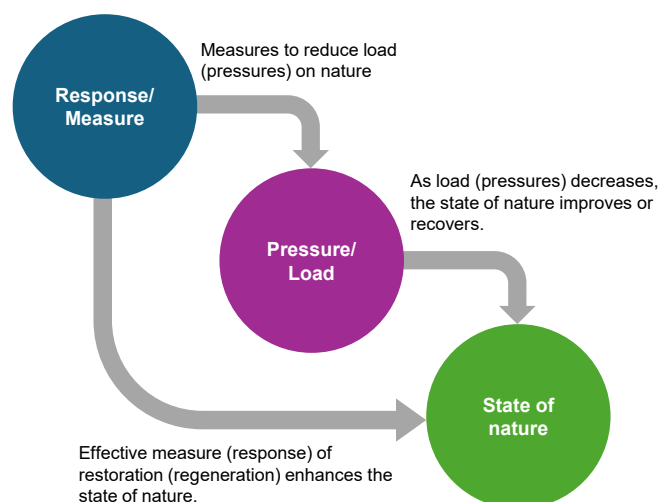 Measures to reduce load
(pressures) on nature
Response/
Measure
As load (pressures) decreases,
the state of nature improves or
recovers.
Pressure/
Load
State of
nature
Effective measure (response) of
restoration (regeneration) enhances the
state of nature.